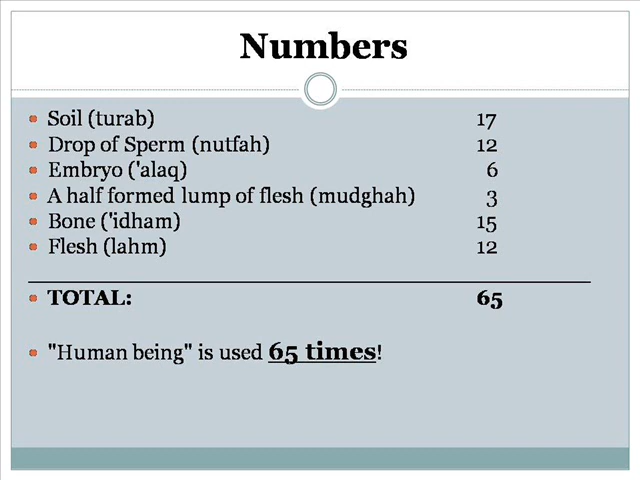 Numbers
Soil (turab) 17
Drop of Sperm (nutfah) 12
Embryo ('alaq) 6
A half formed lump of flesh (mudghah) 3
Bone ('idham) 15
Flesh (lahm) 12
TOTAL: 65
"Human being" is used 65 times!